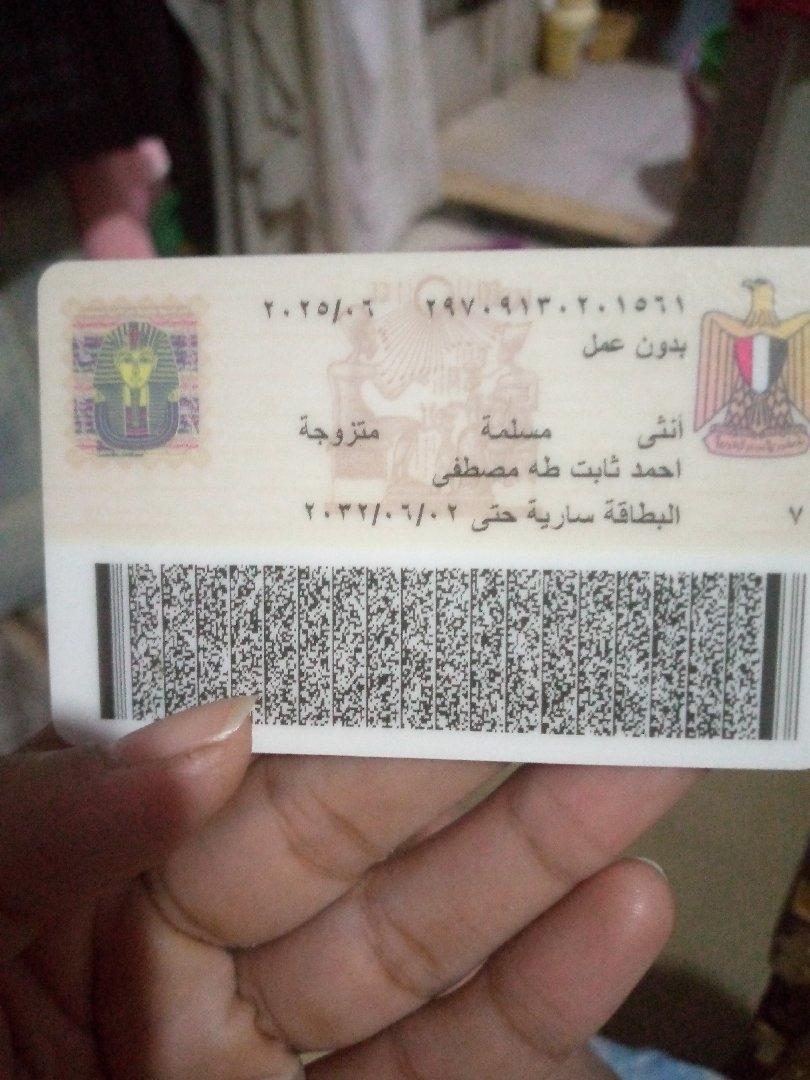 ٢٩٧٠٩١٣٠٢٠١٥٦١ ٢٠٢٥/٠٦
بدون عمل
أنثى مسلمة متزوجة
احمد ثابت طه مصطفى
البطاقة سارية حتى ٢٠٣٢/٠٦/٠٢
٧